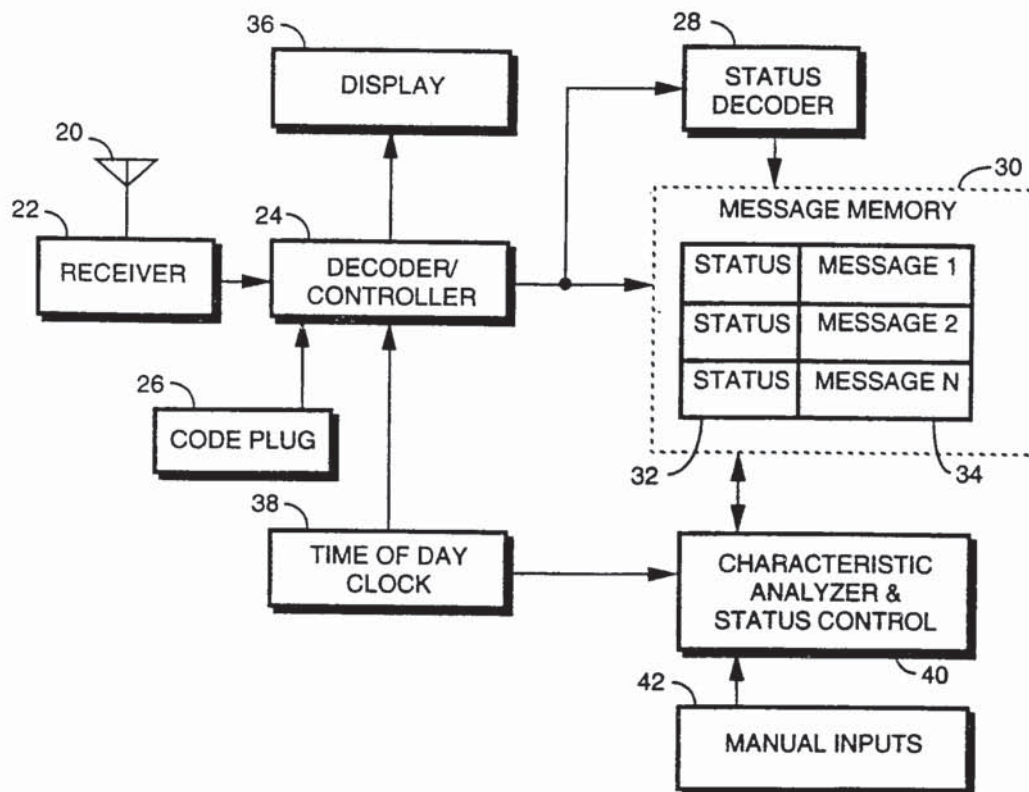 36
DISPLAY
28
STATUS
DECODER
20
22
RECEIVER
24
DECODER/
CONTROLLER
30
MESSAGE MEMORY
STATUS MESSAGE 1
STATUS MESSAGE 2
STATUS MESSAGE N
32
34
26
CODE PLUG
38
TIME OF DAY
CLOCK
CHARACTERISTIC
ANALYZER &
STATUS CONTROL
40
42
MANUAL INPUTS